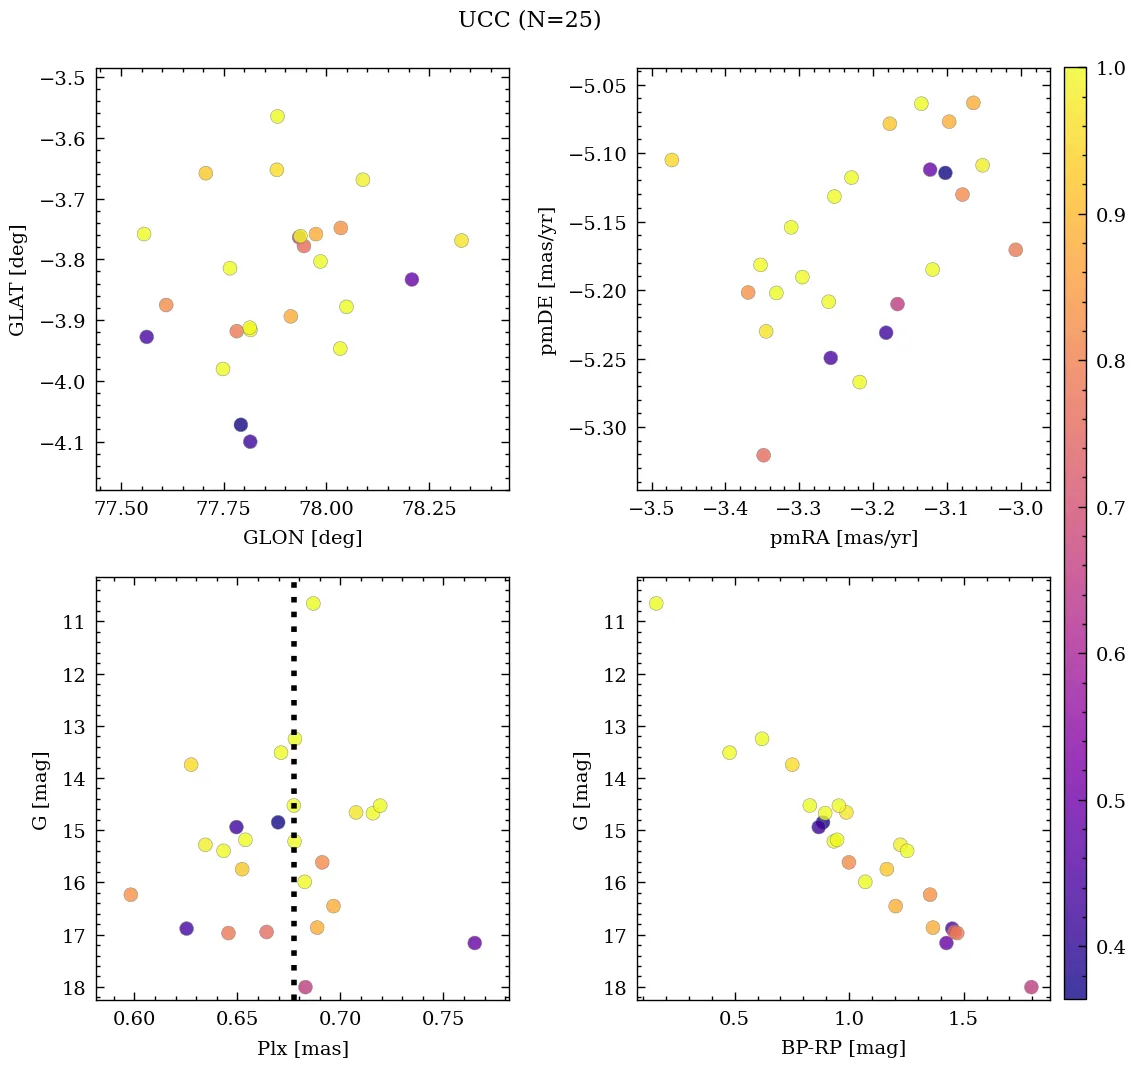 UCC (N=25)
−3.5
−3.6
−3.7
−3.8
−3.9
−4.0
−4.1
GLAT [deg]
77.50 77.75 78.00 78.25
GLON [deg]
−5.05
−5.10
−5.15
−5.20
−5.25
−5.30
pmDE [mas/yr]
−3.5 −3.4 −3.3 −3.2 −3.1 −3.0
pmRA [mas/yr]
1.0
0.9
0.8
0.7
0.6
0.5
0.4
11
12
13
14
15
16
17
18
G [mag]
0.60 0.65 0.70 0.75
Plx [mas]
11
12
13
14
15
16
17
18
G [mag]
0.5 1.0 1.5
BP-RP [mag]